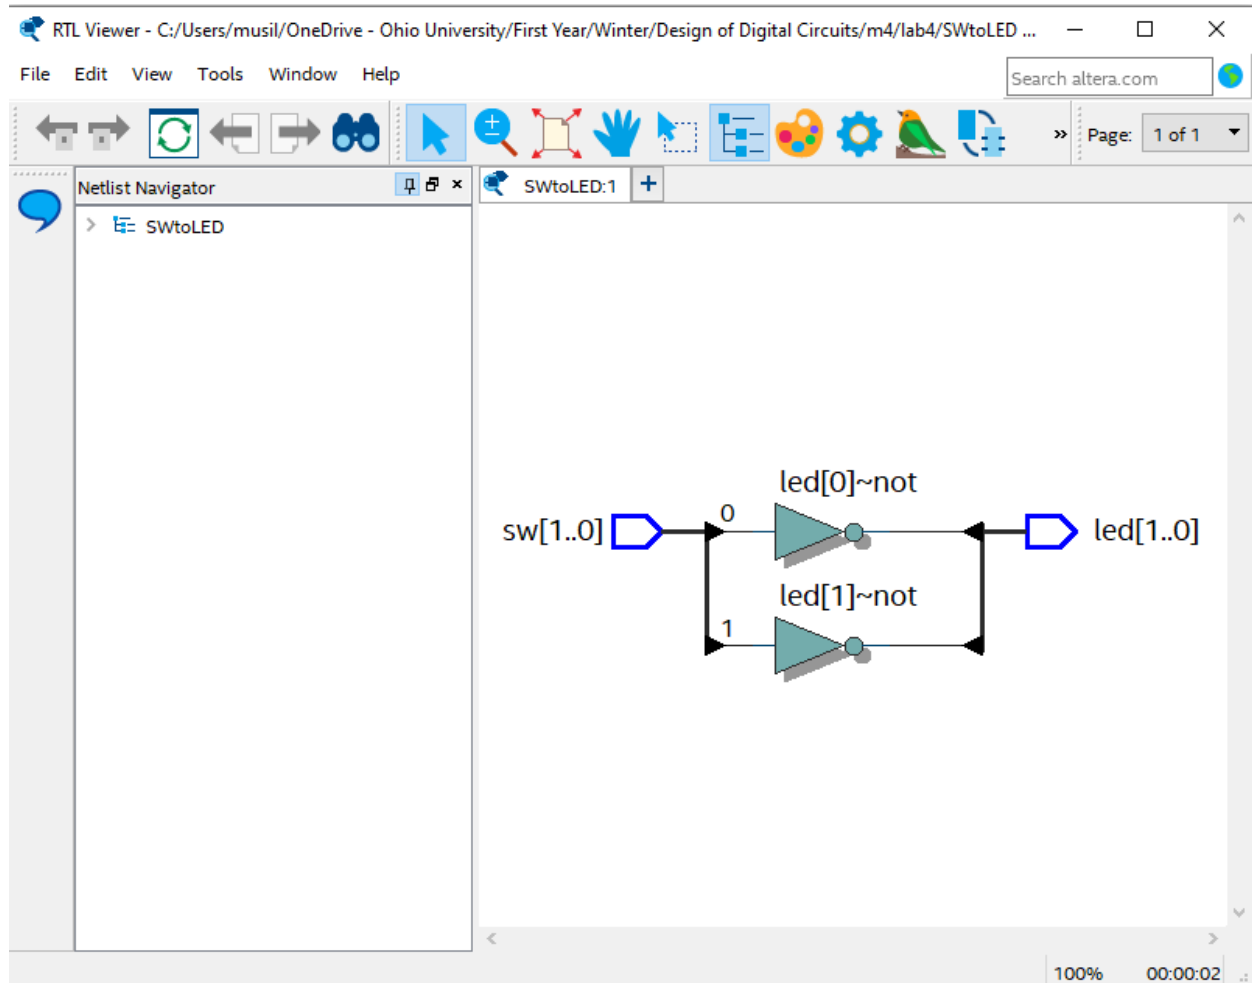 RTL Viewer - C:/Users/musil/OneDrive - Ohio University/First Year/Winter/Design of Digital Circuits/m4/lab4/SWtoLED ...
File Edit View Tools Window Help
Search altera.com
» Page: 1 of 1
Netlist Navigator
SWtoLED:1
SWtoLED
led[0]~not
0
sw[1..0]
led[1..0]
led[1]~not
1
100% 00:00:02